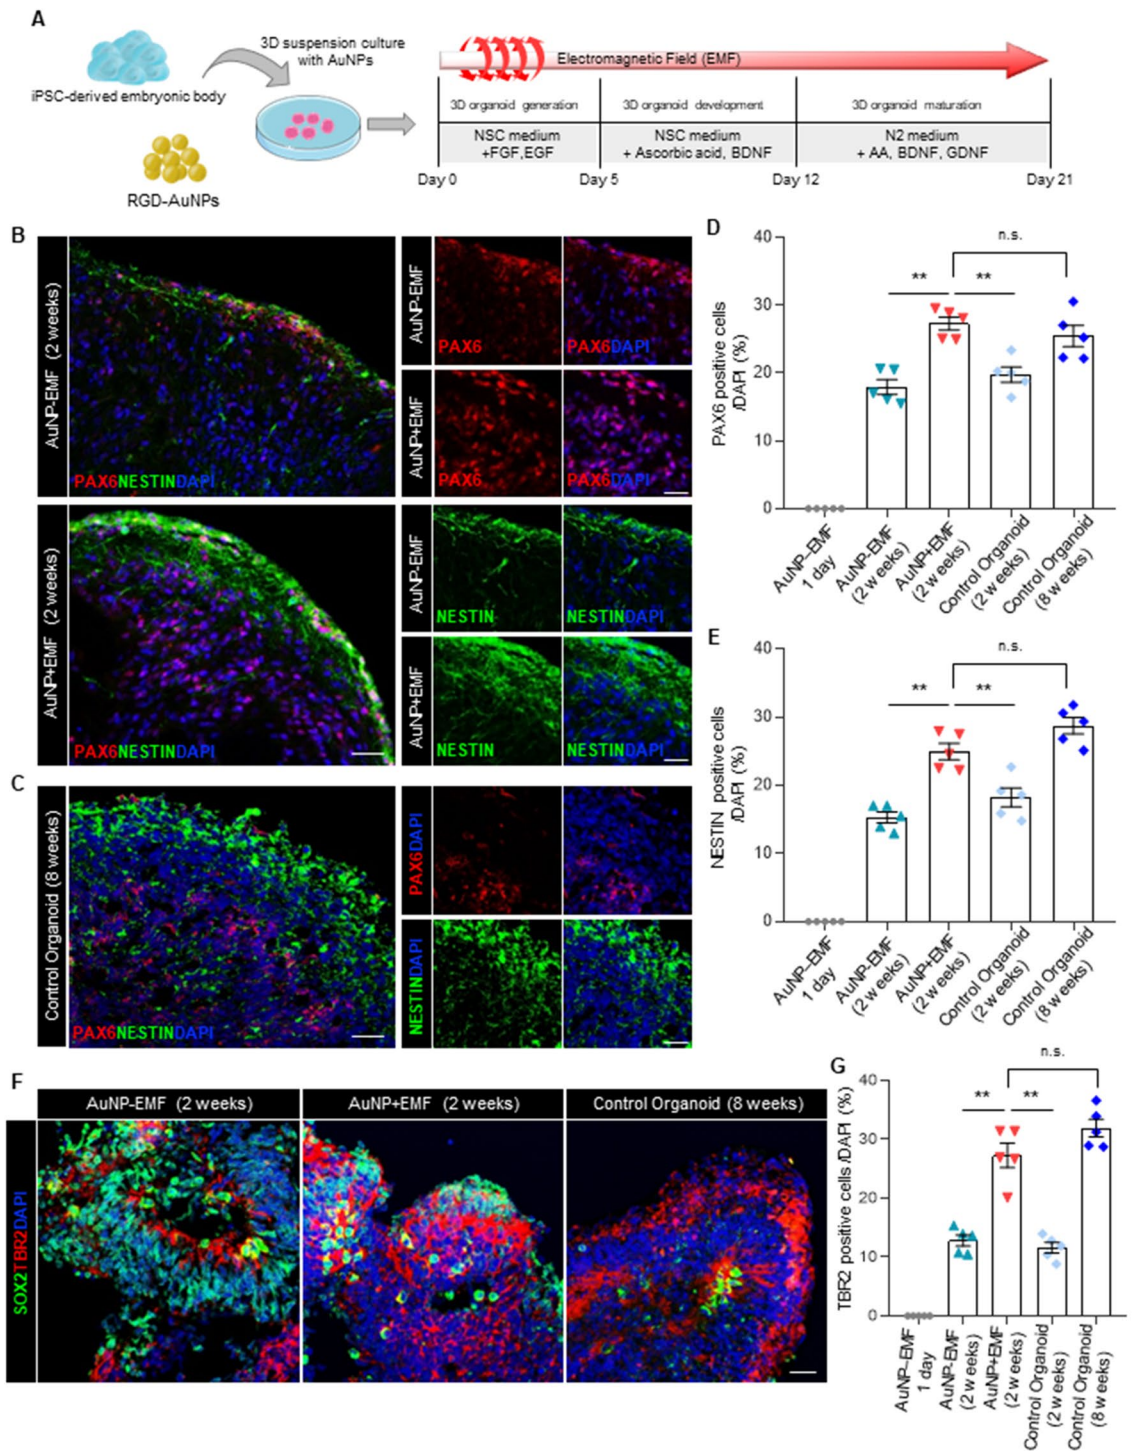 A
iPSC-derived embryonic body
RGD-AuNPs
3D suspension culture
with AuNPs
Electromagnetic Field (EMF)
3D organoid generation
3D organoid development
3D organoid maturation
NSC medium
+FGF,EGF
NSC medium
+ Ascorbic acid, BDNF
N2 medium
+ AA, BDNF, GDNF
Day 0
Day 5
Day 12
Day 21
B
AuNP-EMF (2 weeks)
PAX6NESTINDAPI
AuNP-EMF
PAX6
PAX6DAPI
AuNP+EMF
PAX6
PAX6DAPI
AuNP+EMF (2 weeks)
PAX6NESTINDAPI
AuNP-EMF
NESTIN
NESTINDAPI
AuNP+EMF
NESTIN
NESTINDAPI
C
Control Organoid (8 weeks)
PAX6NESTINDAPI
PAX6DAPI
NESTINDAPI
D
PAX6 positive cells
/DAPI (%)
40
30
20
10
0
n.s.
**
**
AuNP–EMF
1 day
AuNP-EMF
(2 weeks)
AuNP+EMF
(2 weeks)
Control Organoid
(2 weeks)
Control Organoid
(8 weeks)
E
NESTIN positive cells
/DAPI (%)
40
30
20
10
0
n.s.
**
**
AuNP–EMF
1 day
AuNP-EMF
(2 weeks)
AuNP+EMF
(2 weeks)
Control Organoid
(2 weeks)
Control Organoid
(8 weeks)
F
AuNP-EMF (2 weeks)
AuNP+EMF (2 weeks)
Control Organoid (8 weeks)
SOX2TBR2DAPI
G
TBR2 positive cells /DAPI (%)
40
30
20
10
0
n.s.
**
**
AuNP–EMF
1 day
AuNP-EMF
(2 weeks)
AuNP+EMF
(2 weeks)
Control Organoid
(2 weeks)
Control Organoid
(8 weeks)